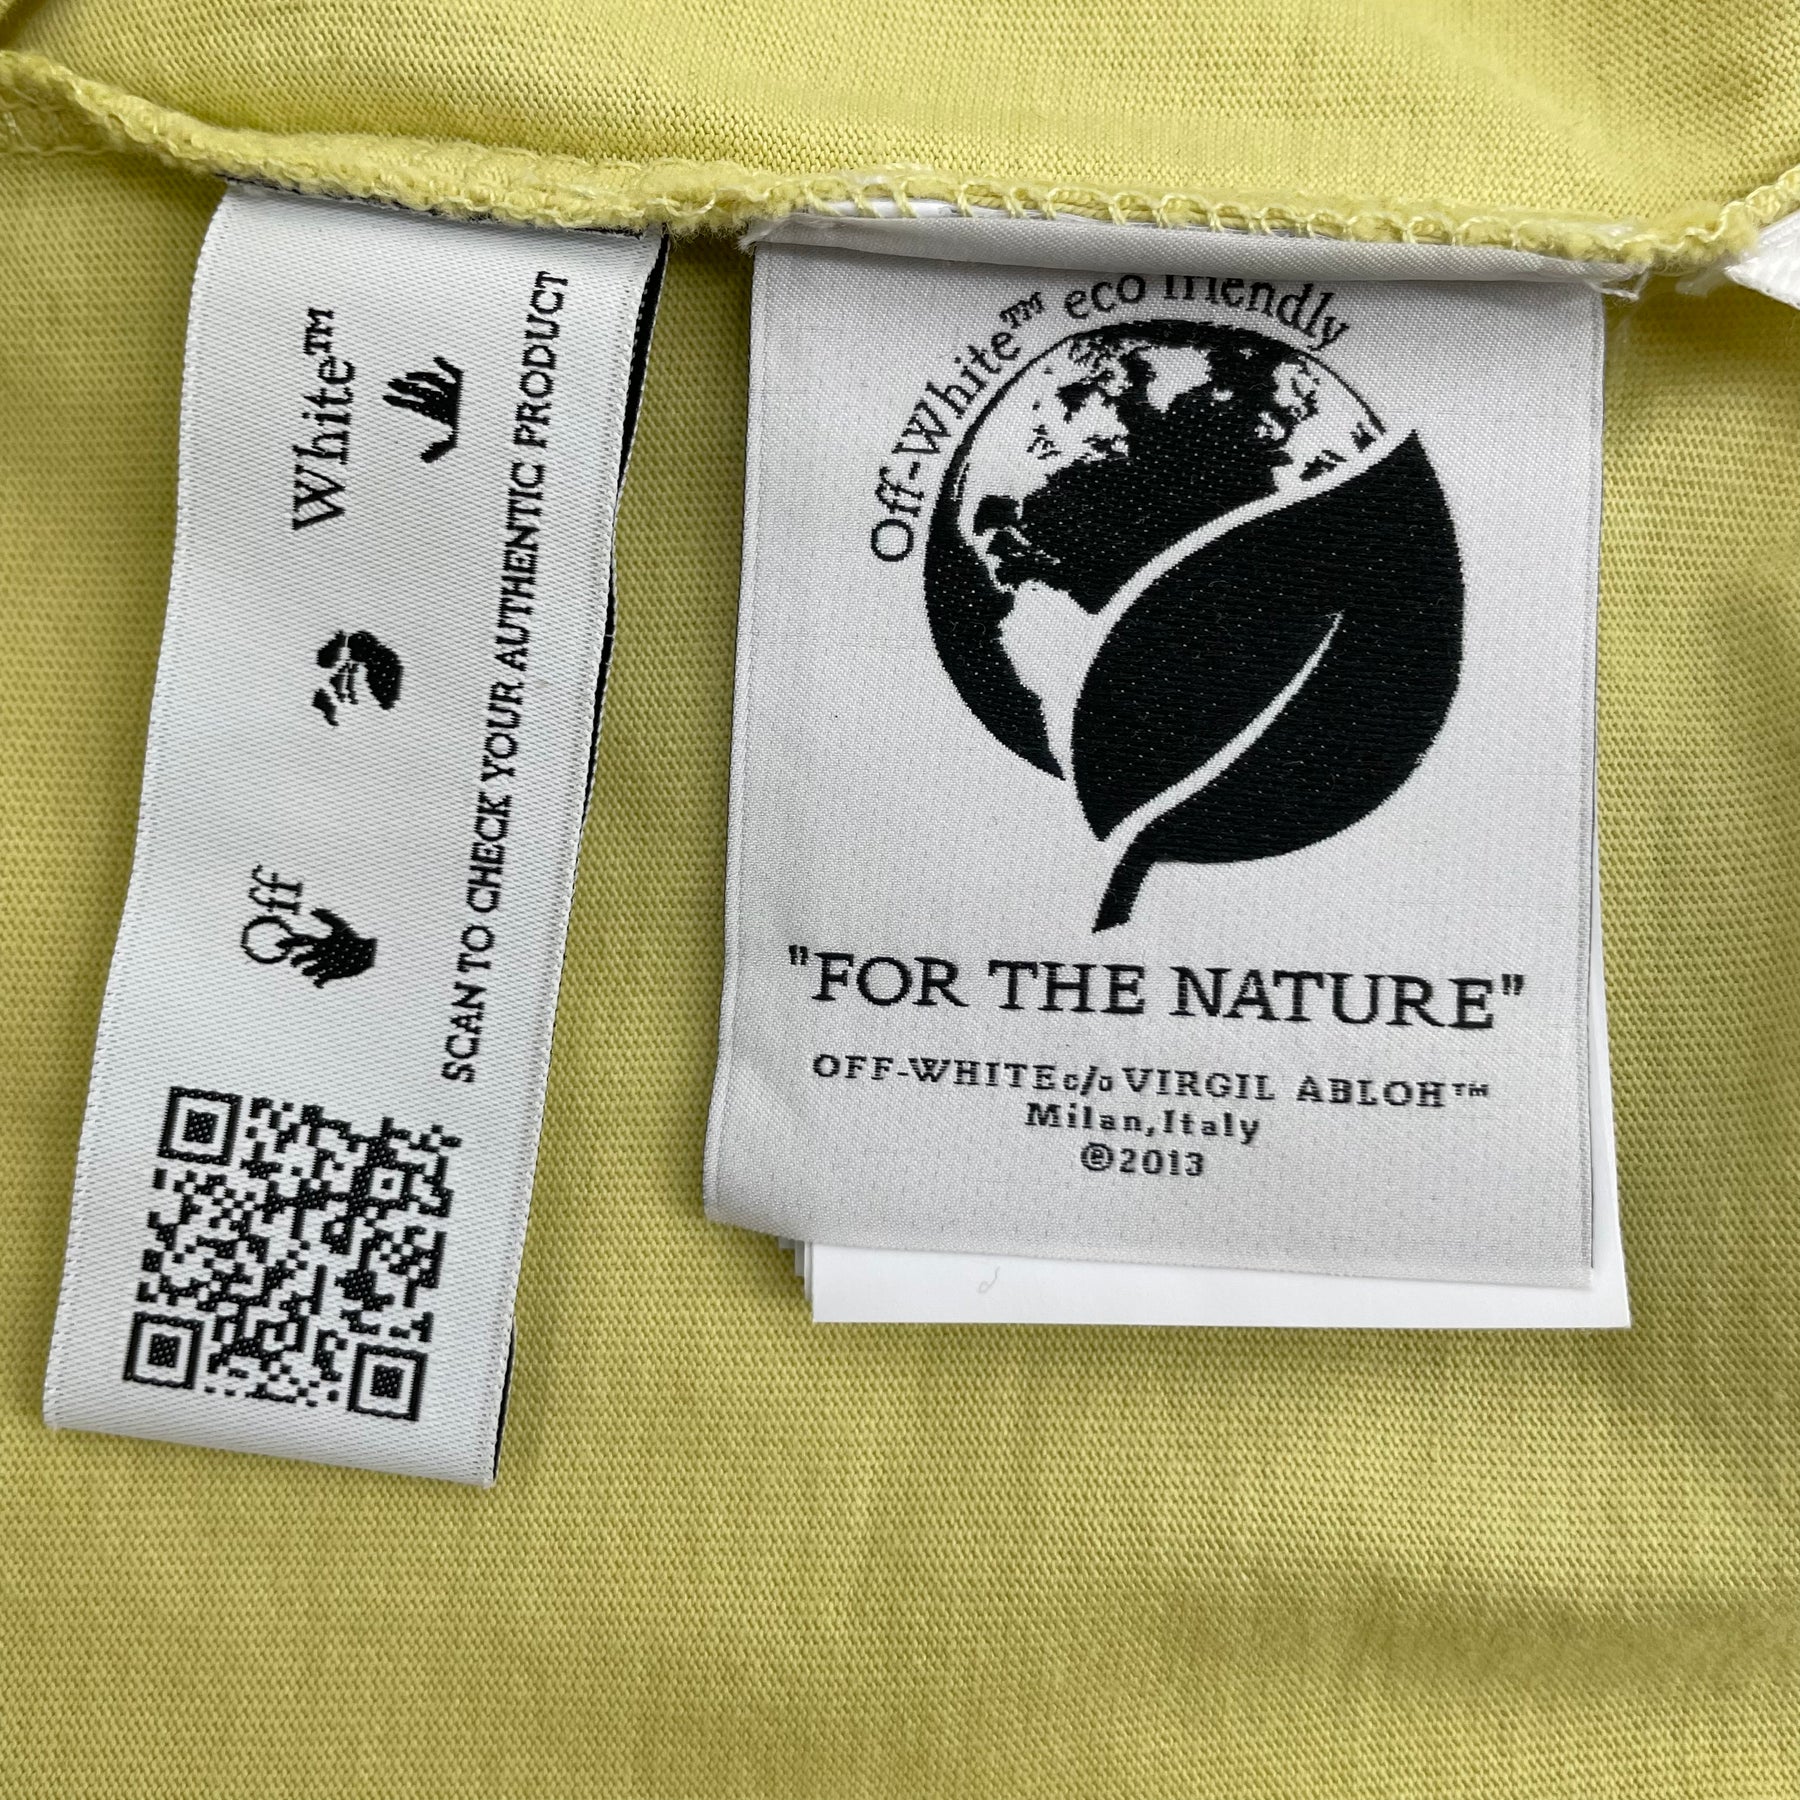 Off White™
SCAN TO CHECK YOUR AUTHENTIC PRODUCT
Off-White™ eco friendly
"FOR THE NATURE"
OFF-WHITE c/o VIRGIL ABLOH™
Milan,Italy
℗2013